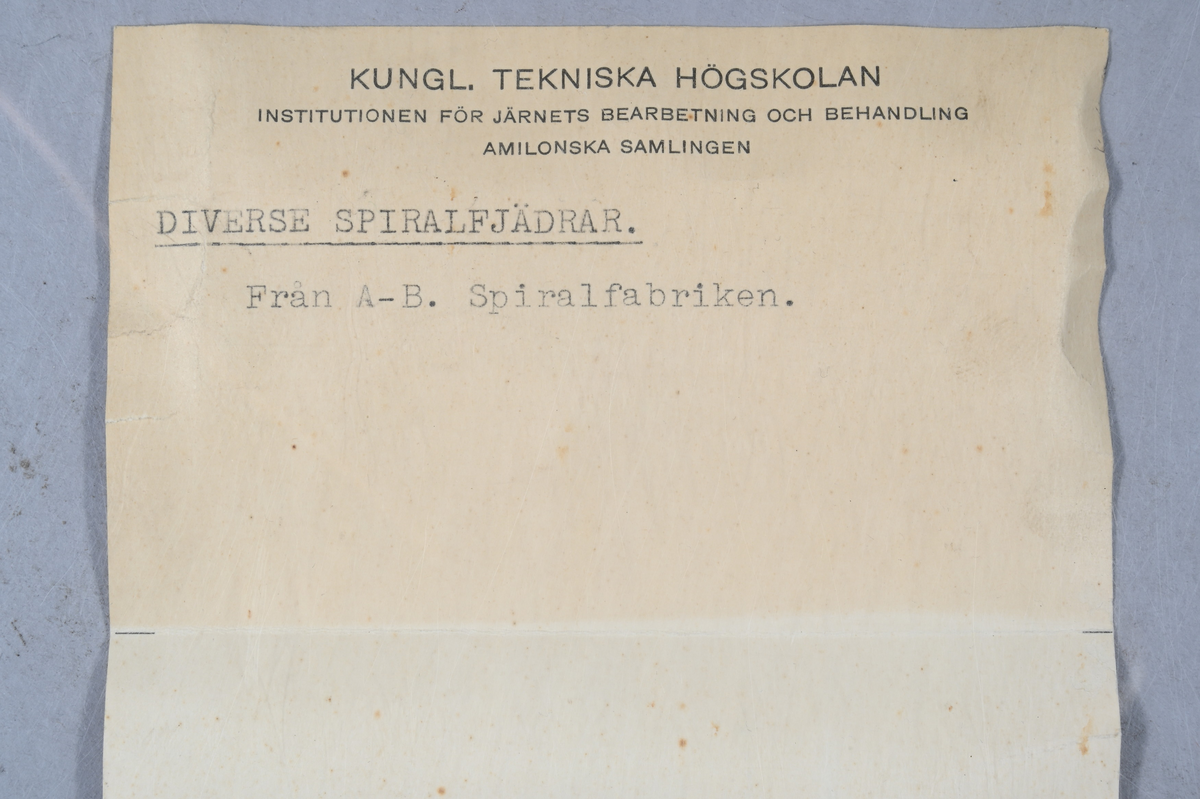 KUNGL. TEKNISKA HÖGSKOLAN
INSTITUTIONEN FÖR JÄRNETS BEARBETNING OCH BEHANDLING
AMILONSKA SAMLINGEN
DIVERSE SPIRALFJÄDRAR.
Från A-B. Spiralfabriken.